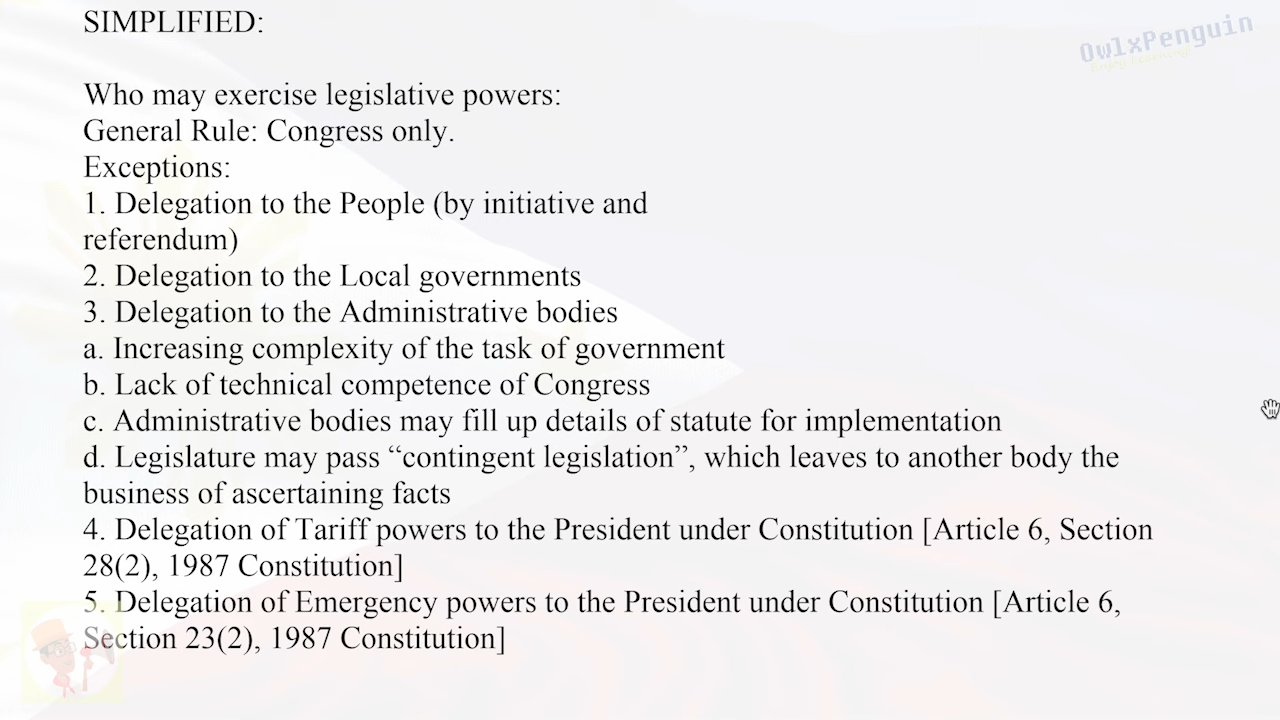 SIMPLIFIED:
OwlxPenguin
Enjoy learning!
Who may exercise legislative powers:
General Rule: Congress only.
Exceptions:
1. Delegation to the People (by initiative and
referendum)
2. Delegation to the Local governments
3. Delegation to the Administrative bodies
a. Increasing complexity of the task of government
b. Lack of technical competence of Congress
c. Administrative bodies may fill up details of statute for implementation
d. Legislature may pass “contingent legislation”, which leaves to another body the
business of ascertaining facts
4. Delegation of Tariff powers to the President under Constitution [Article 6, Section
28(2), 1987 Constitution]
5. Delegation of Emergency powers to the President under Constitution [Article 6,
Section 23(2), 1987 Constitution]